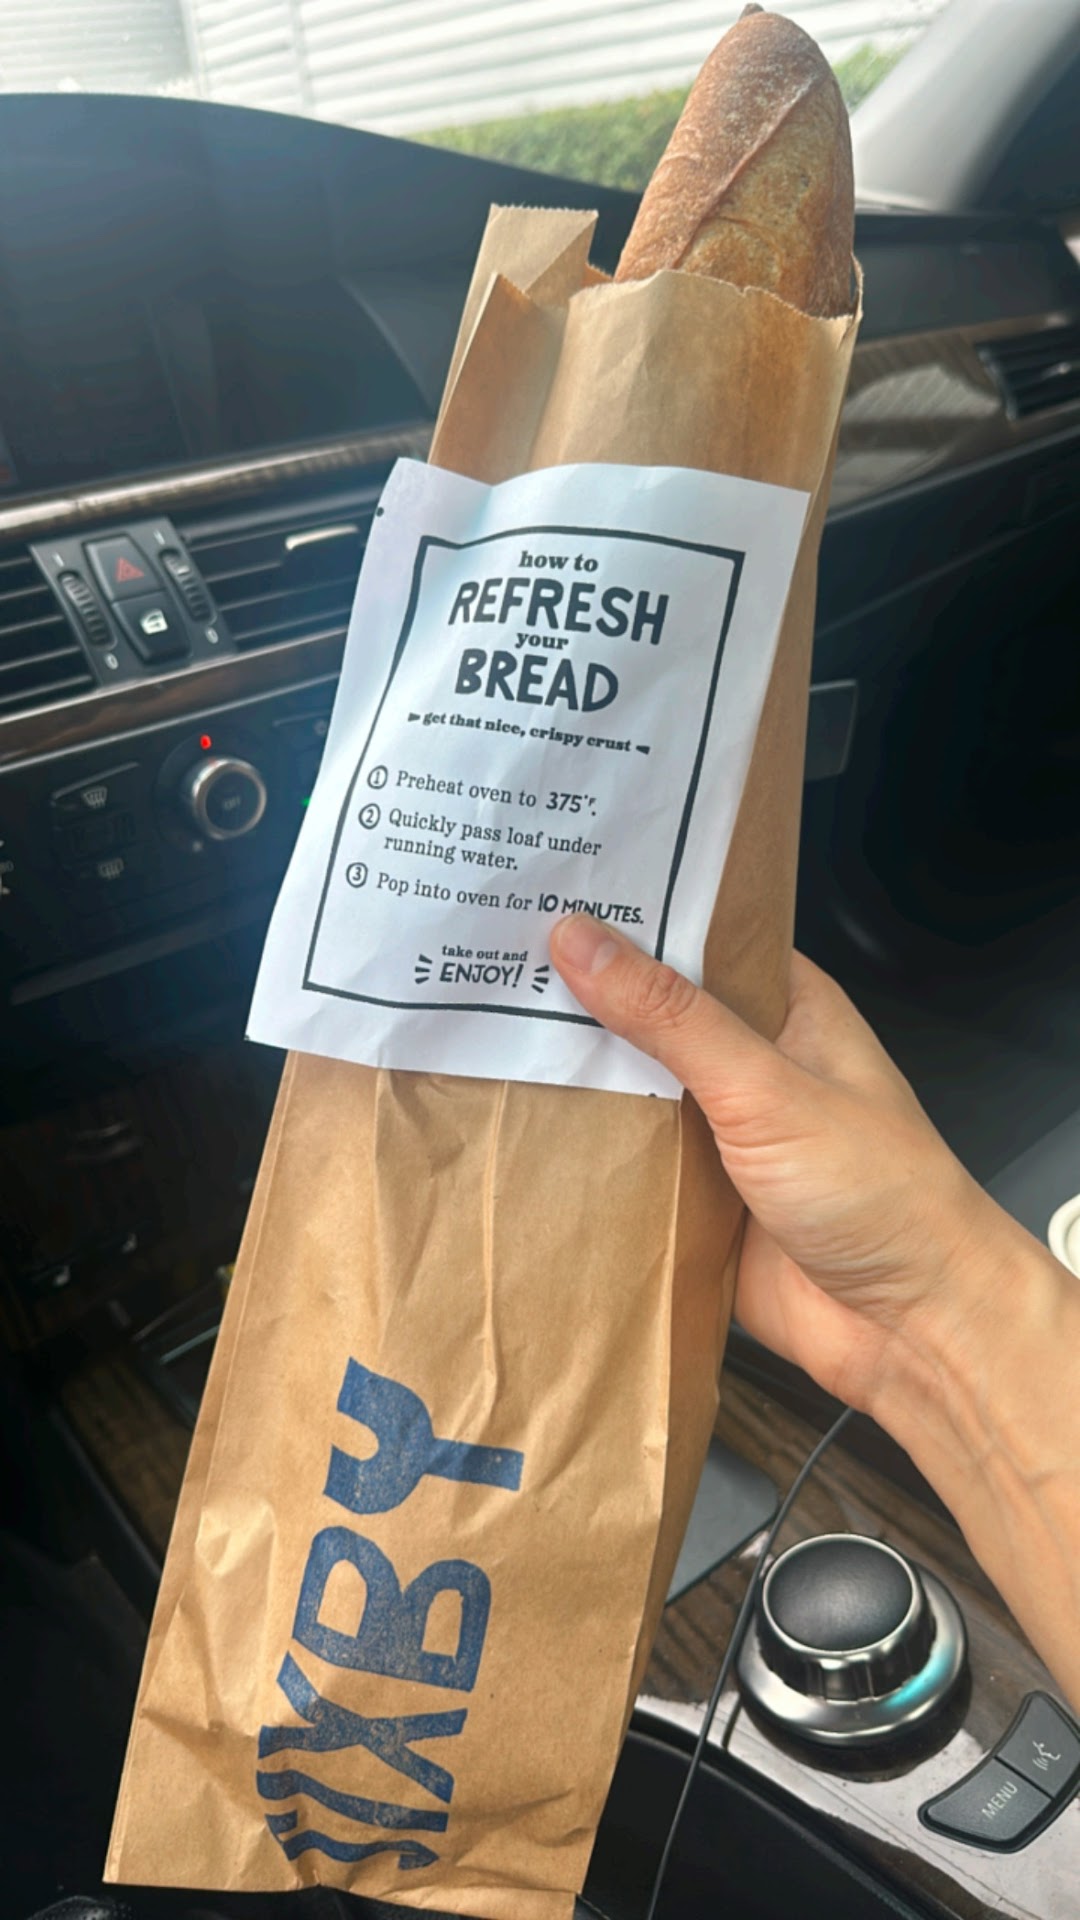 how to
REFRESH
your
BREAD
get that nice, crispy crust
① Preheat oven to 375°F.
② Quickly pass loaf under
running water.
③ Pop into oven for 10 MINUTES.
take out and
ENJOY!
OFF
MENU